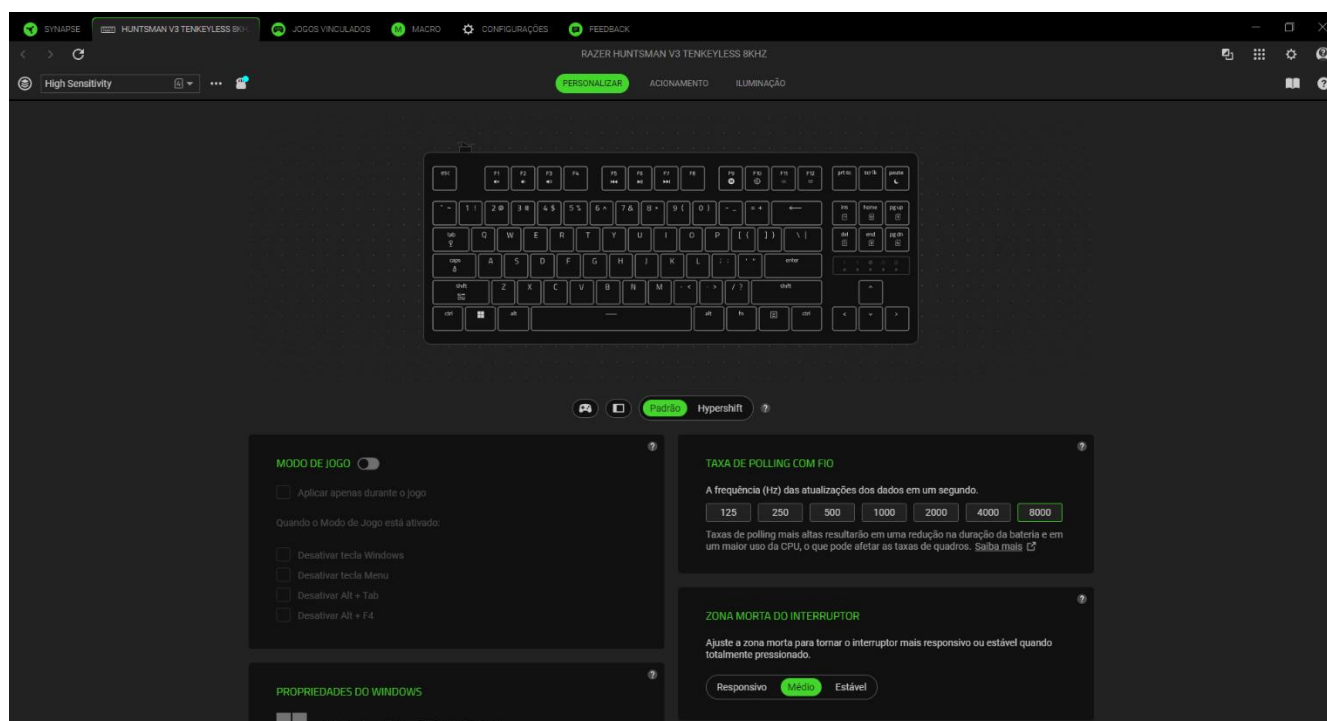 SYNAPSE HUNTSMAN V3 TENKEYLESS 8KH JOGOS VINCULADOS MACRO CONFIGURAÇÕES FEEDBACK
RAZER HUNTSMAN V3 TENKEYLESS 8KHZ
High Sensitivity 4 PERSONALIZAR ACIONAMENTO ILUMINAÇÃO
esc F1 F2 F3 F4 F5 F6 F7 F8 F9 F10 F11 F12 prt sc scr lk pause
` ~ 1 ! 2 @ 3 # 4 $ 5 % 6 ^ 7 & 8 * 9 ( 0 ) - _ = + ins home pg up
tab Q W E R T Y U I O P [ { ] } \ | del end pg dn
caps A S D F G H J K L ; : ' " enter
shift Z X C V B N M , < . > / ? shift
ctrl alt alt fn ctrl
Padrão Hypershift ?
MODO DE JOGO
Aplicar apenas durante o jogo
Quando o Modo de Jogo está ativado:
Desativar tecla Windows
Desativar tecla Menu
Desativar Alt + Tab
Desativar Alt + F4
PROPRIEDADES DO WINDOWS
TAXA DE POLLING COM FIO
A frequência (Hz) das atualizações dos dados em um segundo.
125 250 500 1000 2000 4000 8000
Taxas de polling mais altas resultarão em uma redução na duração da bateria e em
um maior uso da CPU, o que pode afetar as taxas de quadros. Saiba mais
ZONA MORTA DO INTERRUPTOR
Ajuste a zona morta para tornar o interruptor mais responsivo ou estável quando
totalmente pressionado.
Responsivo Médio Estável